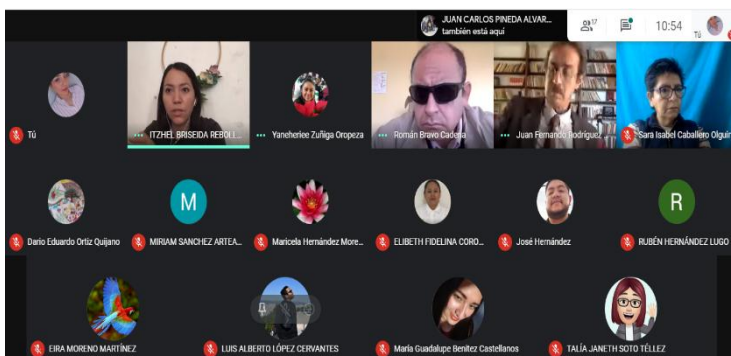 JUAN CARLOS PINEDA ALVAR...
también está aquí
17
10:54
Tú
Tú
ITZHEL BRISEIDA REBOLL...
Yaneheriee Zuñiga Oropeza
Román Bravo Cadena
Juan Fernando Rodríguez
Sara Isabel Caballero Olguin
M
R
Dario Eduardo Ortiz Quijano
MIRIAM SANCHEZ ARTEA...
Maricela Hernández More...
ELIBETH FIDELINA CORO...
José Hernández
RUBÉN HERNÁNDEZ LUGO
EIRA MORENO MARTÍNEZ
LUIS ALBERTO LÓPEZ CERVANTES
María Guadalupe Benítez Castellanos
TALÍA JANETH SOTO TÉLLEZ